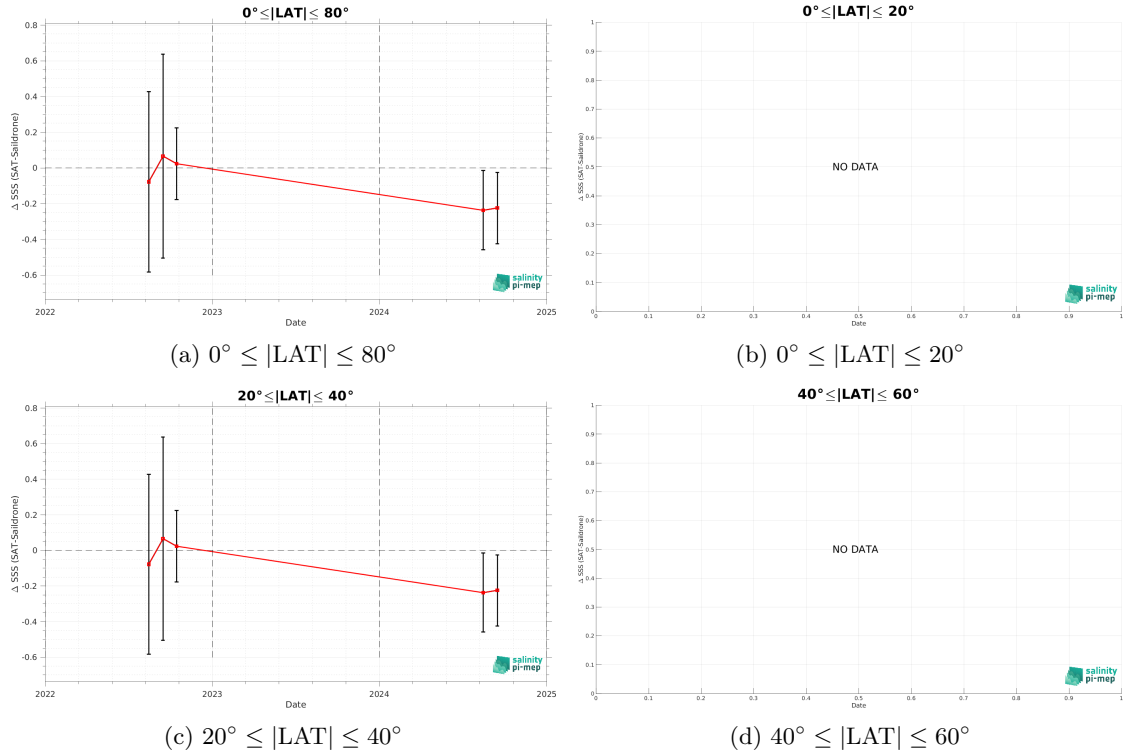 0°≤|LAT|≤ 80°
0.8
0.6
0.4
0.2
0
-0.2
-0.4
-0.6
Δ SSS (SAT-Saildrone)
salinity
pi-mep
2022 2023 2024 2025
Date
(a) 0° ≤ |LAT| ≤ 80°
0°≤|LAT|≤ 20°
1
0.9
0.8
0.7
0.6
0.5
0.4
0.3
0.2
0.1
0
Δ SSS (SAT-Saildrone)
NO DATA
salinity
pi-mep
0 0.1 0.2 0.3 0.4 0.5 0.6 0.7 0.8 0.9 1
Date
(b) 0° ≤ |LAT| ≤ 20°
20°≤|LAT|≤ 40°
0.8
0.6
0.4
0.2
0
-0.2
-0.4
-0.6
Δ SSS (SAT-Saildrone)
salinity
pi-mep
2022 2023 2024 2025
Date
(c) 20° ≤ |LAT| ≤ 40°
40°≤|LAT|≤ 60°
1
0.9
0.8
0.7
0.6
0.5
0.4
0.3
0.2
0.1
0
Δ SSS (SAT-Saildrone)
NO DATA
salinity
pi-mep
0 0.1 0.2 0.3 0.4 0.5 0.6 0.7 0.8 0.9 1
Date
(d) 40° ≤ |LAT| ≤ 60°